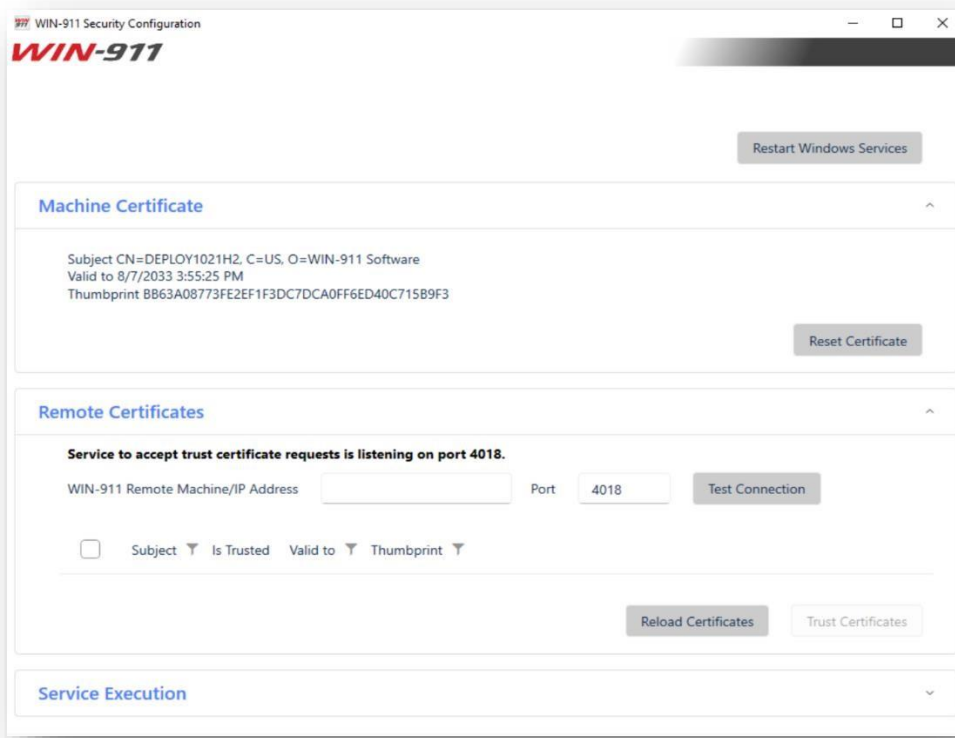 WIN-911 Security Configuration
WIN-911
Restart Windows Services
Machine Certificate
Subject CN=DEPLOY1021H2, C=US, O=WIN-911 Software
Valid to 8/7/2033 3:55:25 PM
Thumbprint BB63A08773FE2EF1F3DC7DCA0FF6ED40C715B9F3
Reset Certificate
Remote Certificates
Service to accept trust certificate requests is listening on port 4018.
WIN-911 Remote Machine/IP Address Port 4018 Test Connection
Subject Is Trusted Valid to Thumbprint
Reload Certificates Trust Certificates
Service Execution